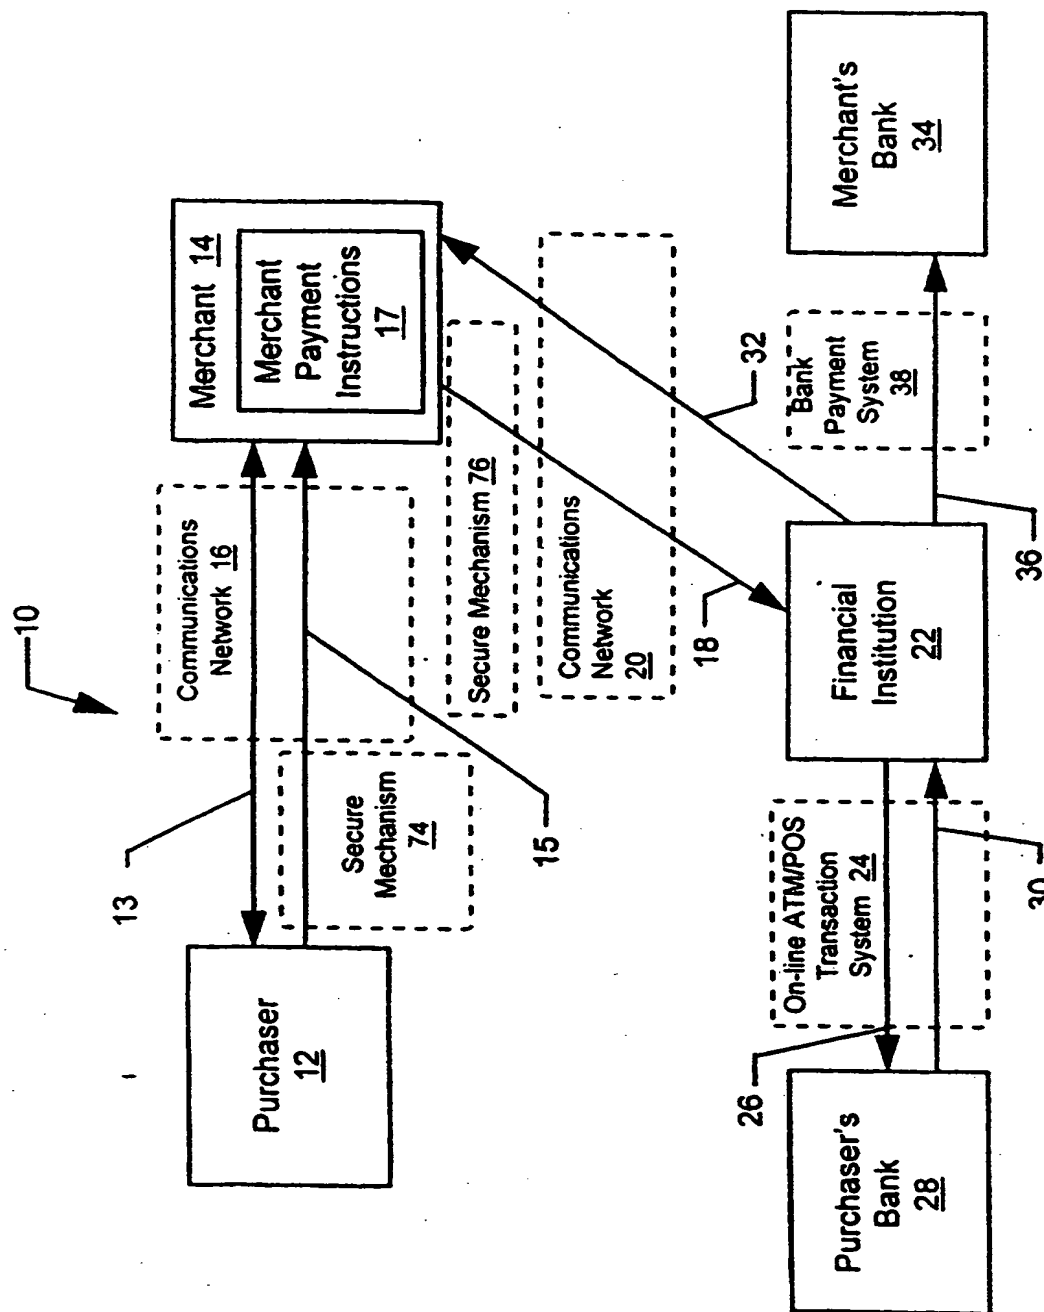 10
13
Communications
Network 16
Purchaser
12
Merchant 14
Merchant
Payment
Instructions
17
Secure
Mechanism
74
Secure Mechanism 76
15
Communications
Network
20
18
32
26
On-line ATM/POS
Transaction
System 24
Bank
Payment
System
38
Purchaser's
Bank
28
Financial
Institution
22
Merchant's
Bank
34
30
36